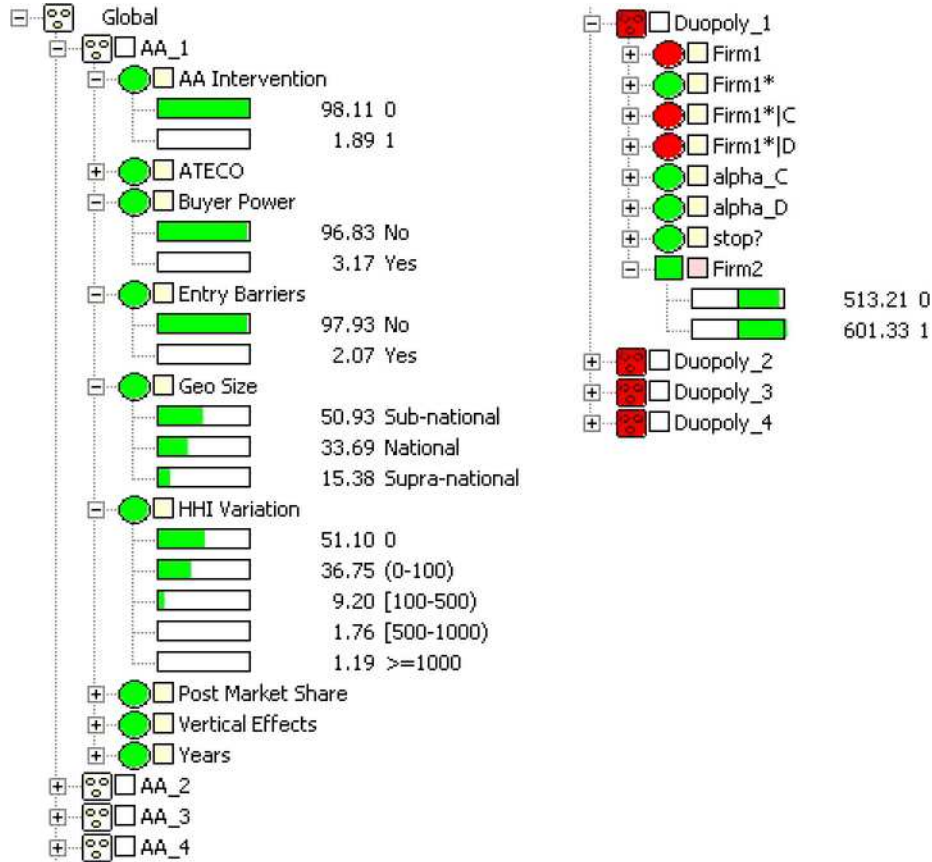 Global
AA_1
AA Intervention
98.11 0
1.89 1
ATECO
Buyer Power
96.83 No
3.17 Yes
Entry Barriers
97.93 No
2.07 Yes
Geo Size
50.93 Sub-national
33.69 National
15.38 Supra-national
HHI Variation
51.10 0
36.75 (0-100)
9.20 [100-500)
1.76 [500-1000)
1.19 >=1000
Post Market Share
Vertical Effects
Years
AA_2
AA_3
AA_4
Duopoly_1
Firm1
Firm1*
Firm1*|C
Firm1*|D
alpha_C
alpha_D
stop?
Firm2
513.21 0
601.33 1
Duopoly_2
Duopoly_3
Duopoly_4